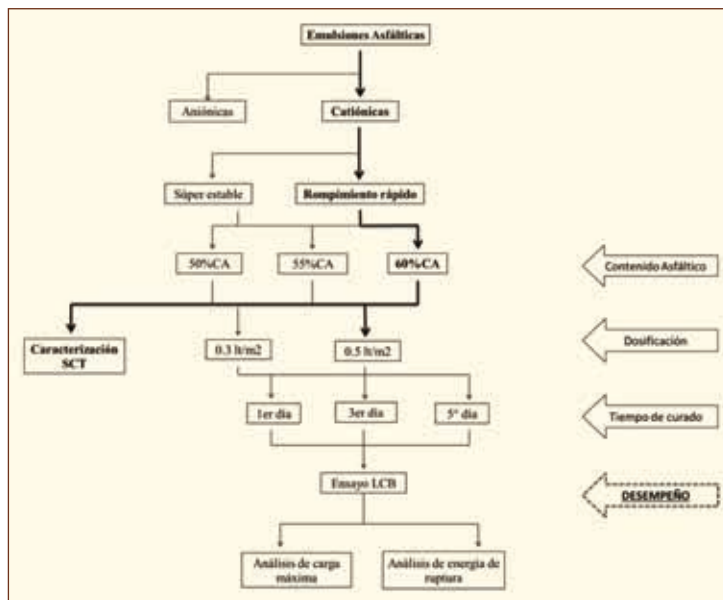 Emulsiones Asfálticas
Aniónicas
Catiónicas
Súper estable
Rompimiento rápido
50%CA
55%CA
60%CA
Contenido Asfáltico
Caracterización
SCT
0.3 lt/m2
0.5 lt/m2
Dosificación
1er día
3er día
5° día
Tiempo de curado
Ensayo LCB
DESEMPEÑO
Análisis de carga
máxima
Análisis de energía de
ruptura